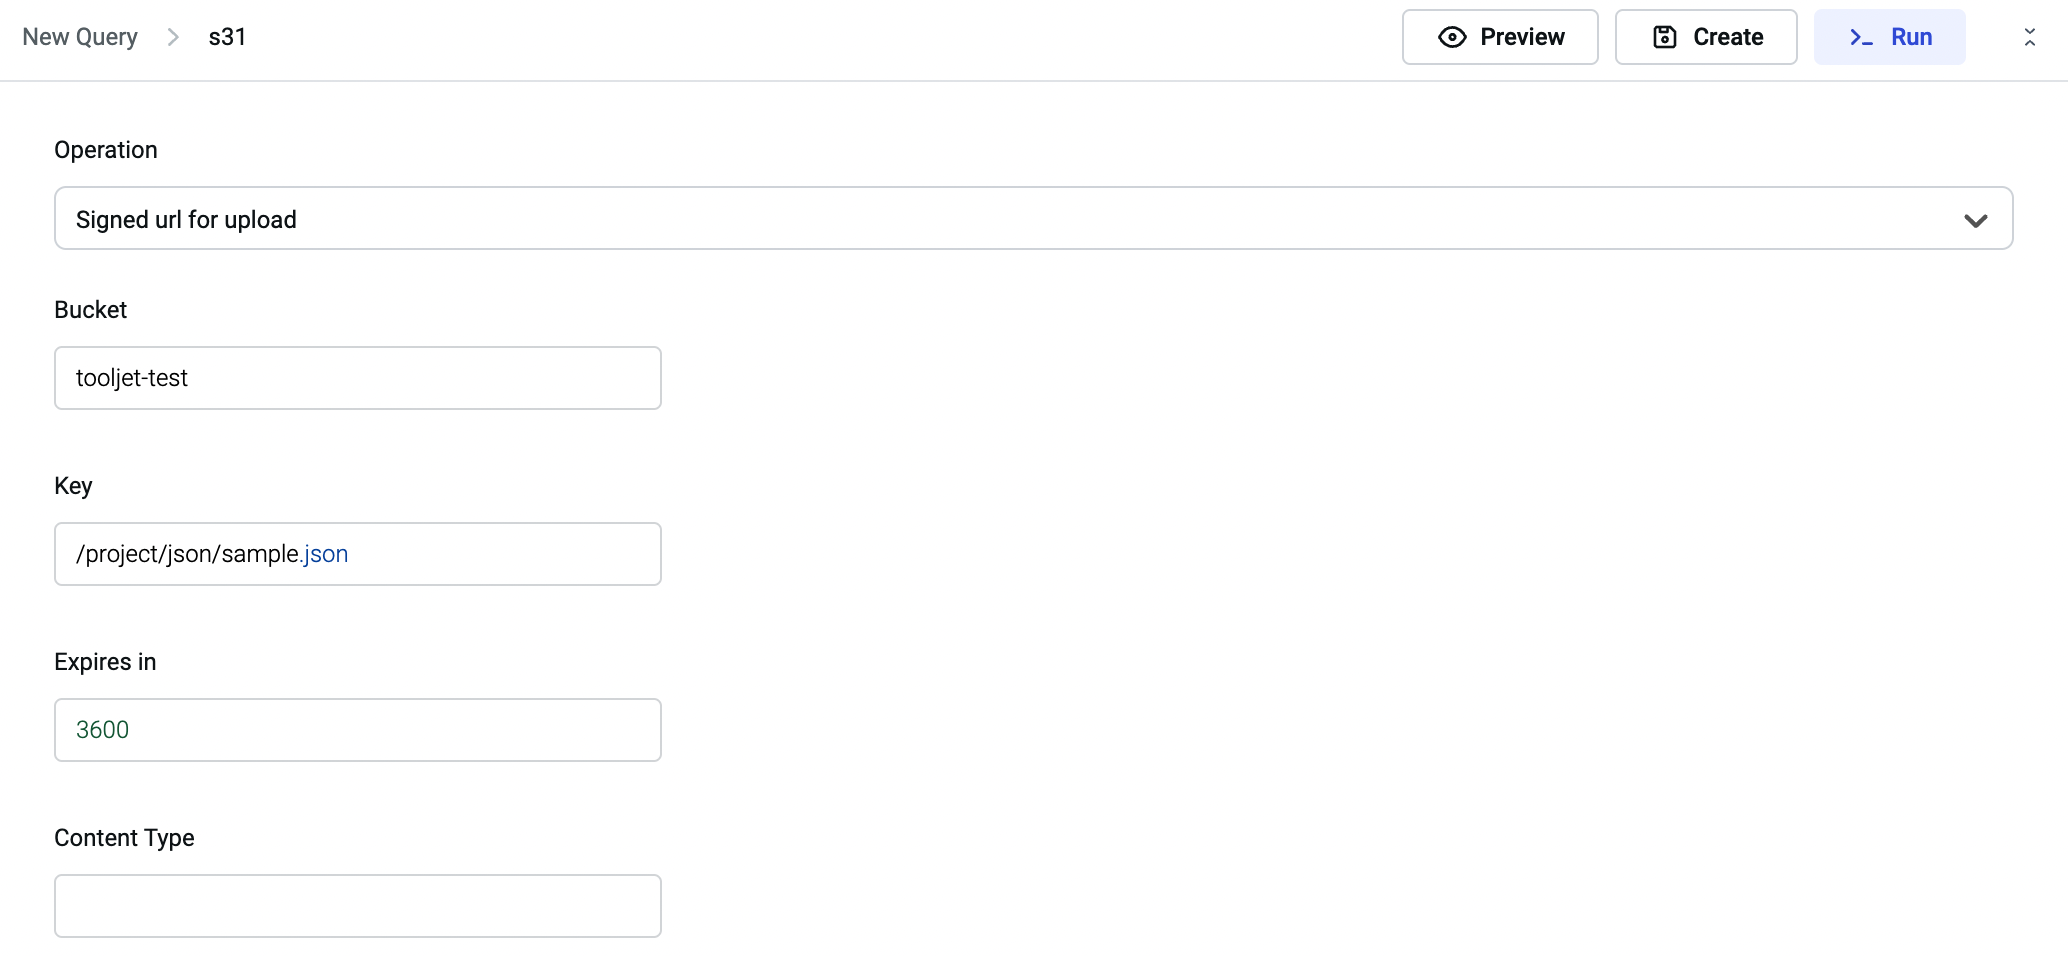 New Query > s31
Preview
Create
>_ Run
Operation
Signed url for upload
Bucket
tooljet-test
Key
/project/json/sample.json
Expires in
3600
Content Type